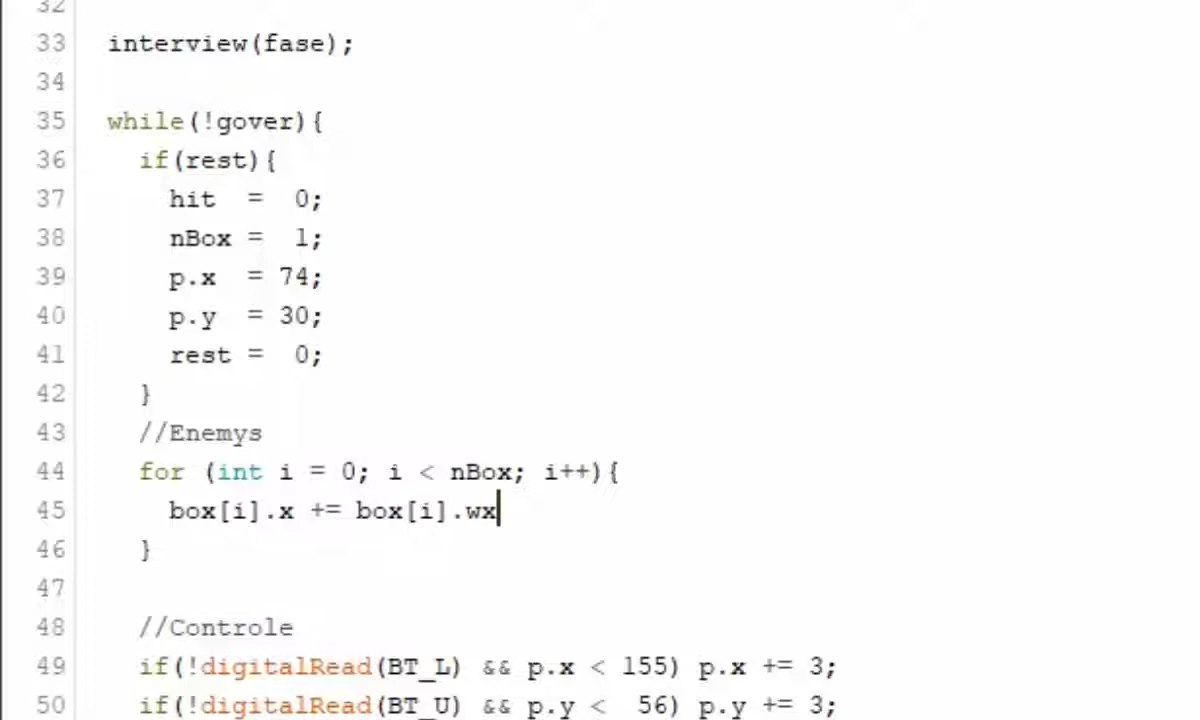 32
33 interview(fase);
34
35 while(!gover){
36 if(rest){
37 hit = 0;
38 nBox = 1;
39 p.x = 74;
40 p.y = 30;
41 rest = 0;
42 }
43 //Enemys
44 for (int i = 0; i < nBox; i++){
45 box[i].x += box[i].wx
46 }
47
48 //Controle
49 if(!digitalRead(BT_L) && p.x < 155) p.x += 3;
50 if(!digitalRead(BT_U) && p.y < 56) p.y += 3;